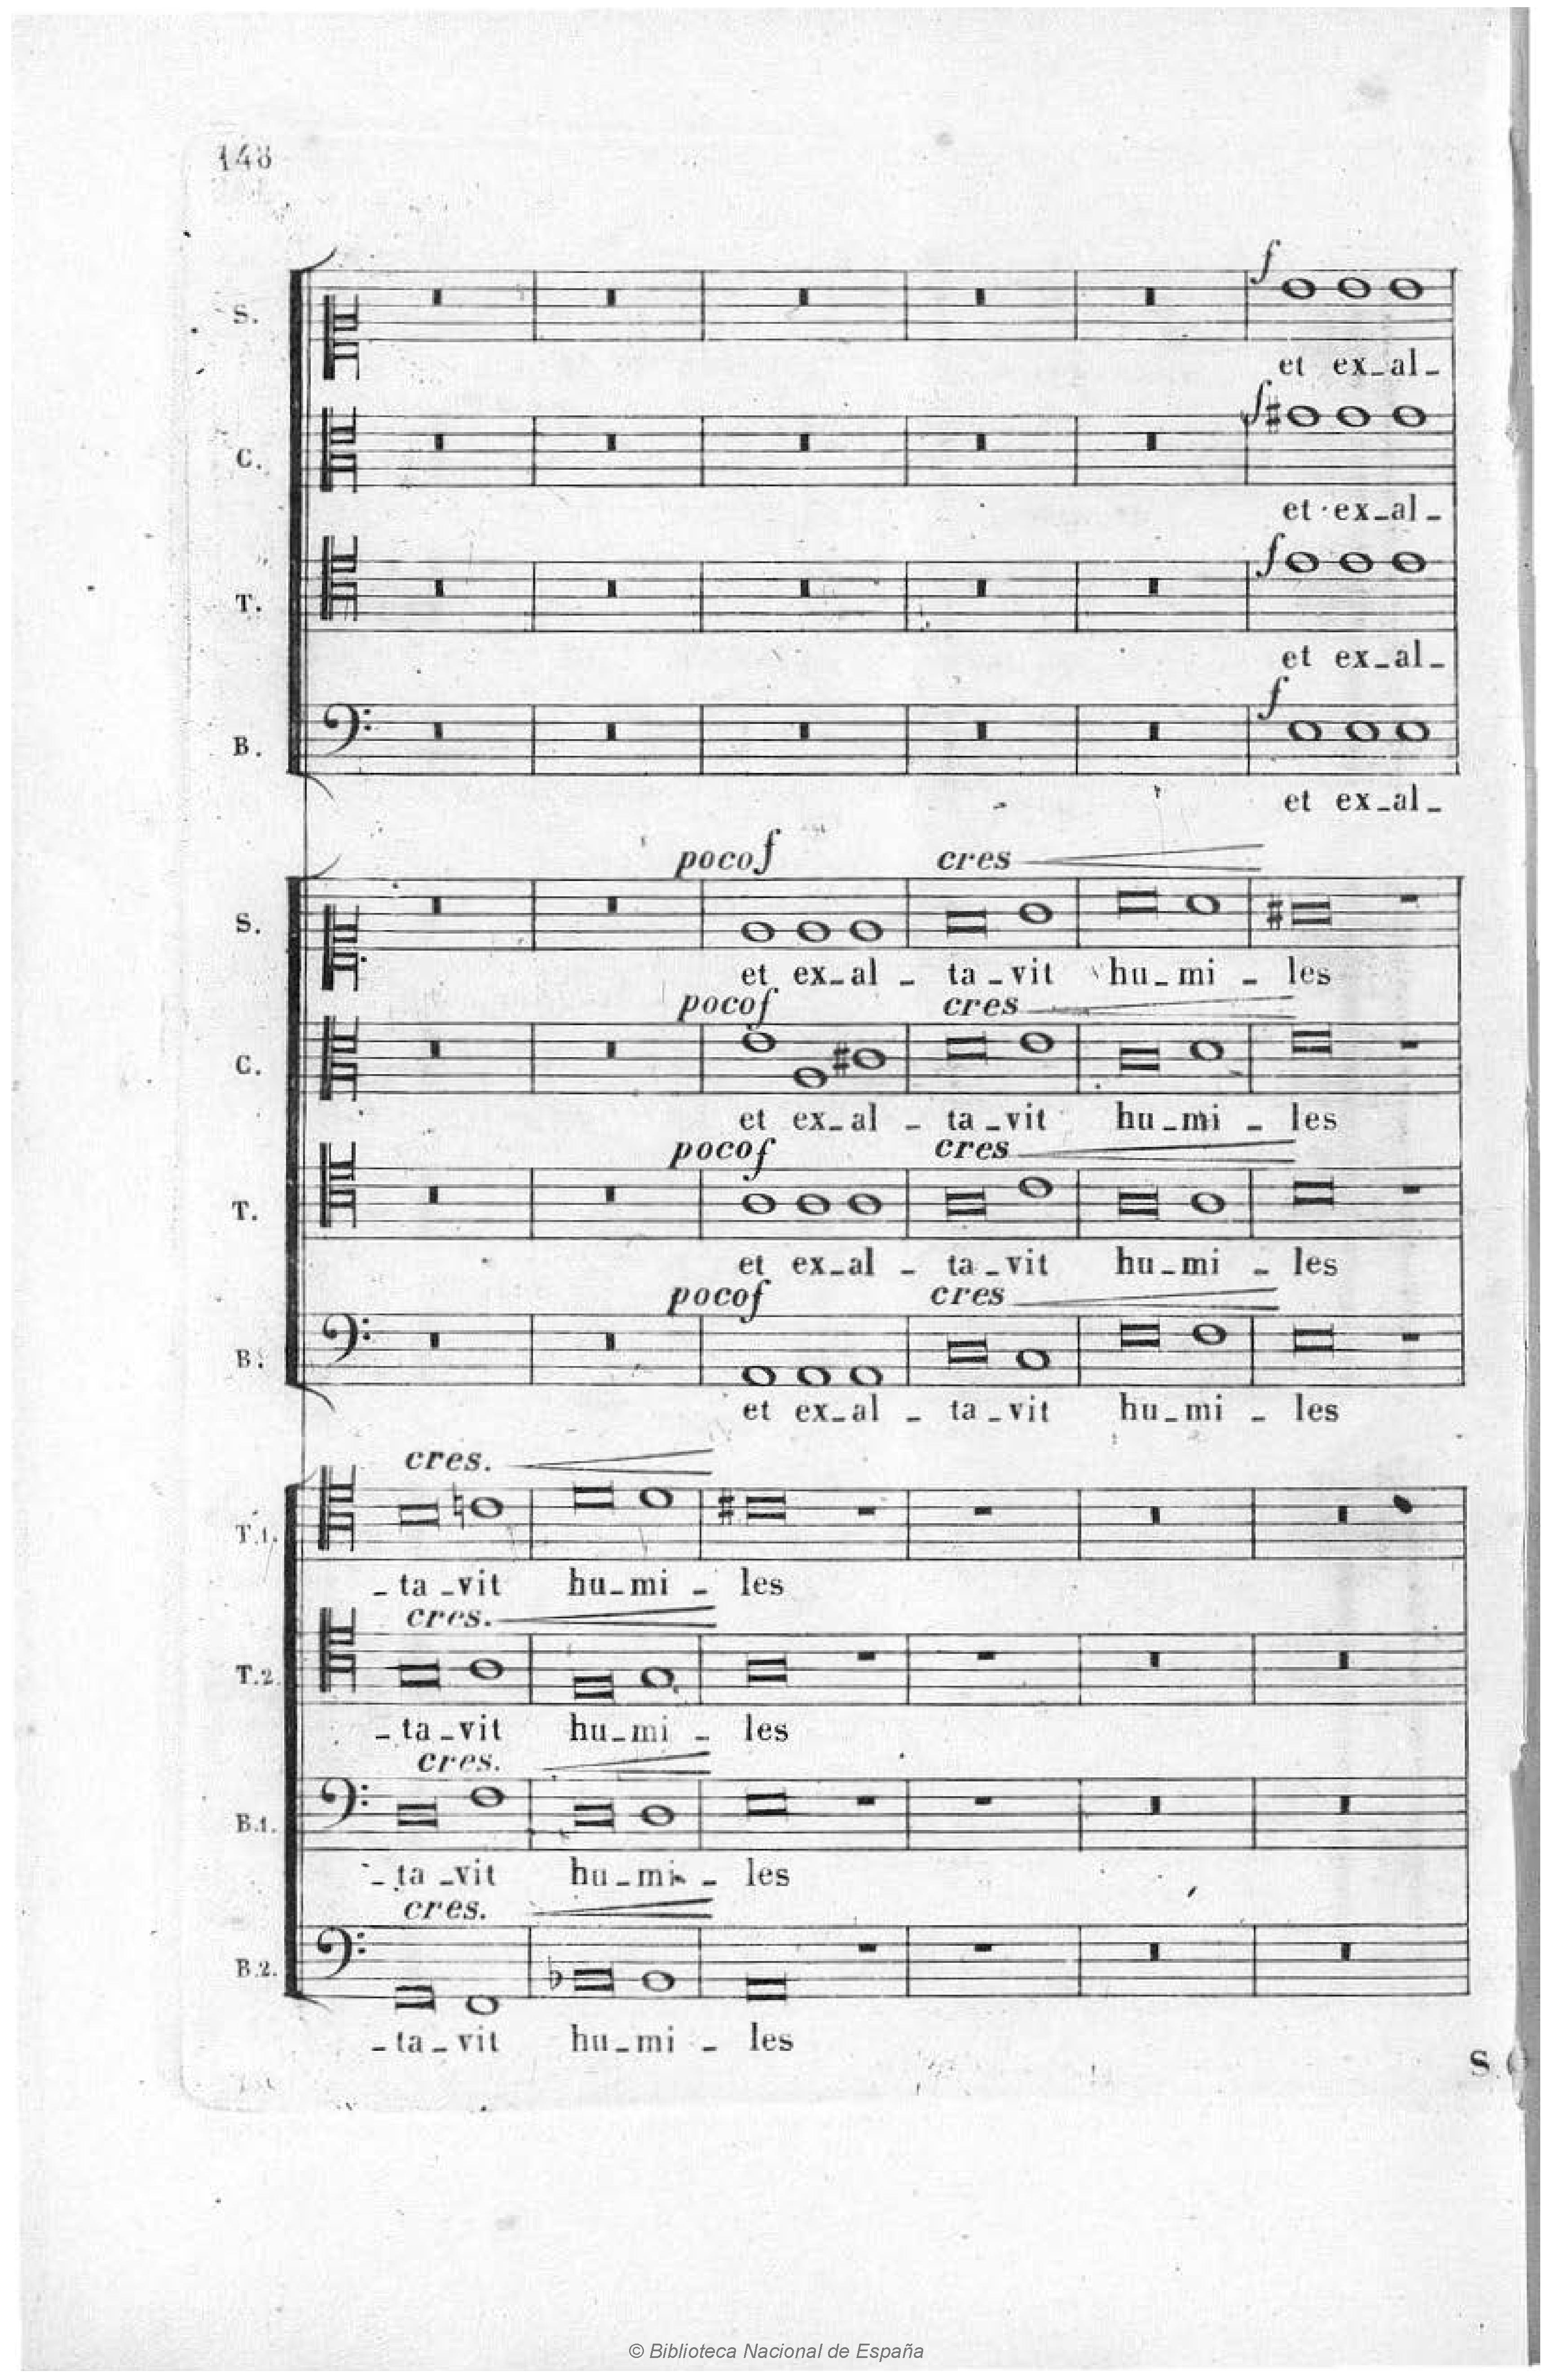 148
f
S.
et ex_al_
f
C.
et ex_al_
f
T.
et ex_al_
f
B.
et ex_al_
poco f cres
S.
et ex_al _ ta_vit hu_mi _ les
poco f cres
C.
et ex_al _ ta_vit hu_mi _ les
poco f cres
T.
et ex_al _ ta_vit hu_mi _ les
poco f cres
B.
et ex_al _ ta_vit hu_mi _ les
cres.
T.1.
_ta_vit hu_mi _ les
cres.
T.2.
_ta_vit hu_mi _ les
cres.
B.1.
_ta_vit hu_mi _ les
cres.
B.2.
_ta_vit hu_mi _ les
S.
© Biblioteca Nacional de España